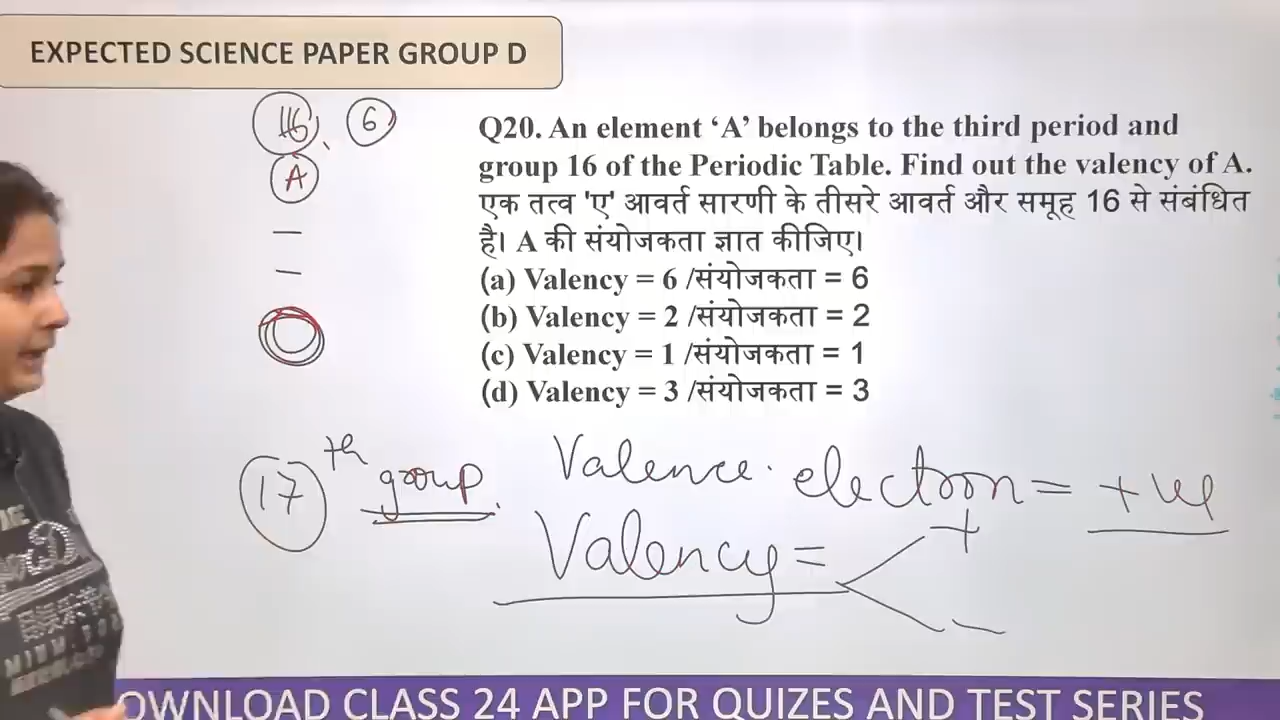 EXPECTED SCIENCE PAPER GROUP D
16, 6
A
Q20. An element ‘A’ belongs to the third period and
group 16 of the Periodic Table. Find out the valency of A.
एक तत्व 'ए' आवर्त सारणी के तीसरे आवर्त और समूह 16 से संबंधित
है। A की संयोजकता ज्ञात कीजिए।
(a) Valency = 6 /संयोजकता = 6
(b) Valency = 2 /संयोजकता = 2
(c) Valency = 1 /संयोजकता = 1
(d) Valency = 3 /संयोजकता = 3
17th group.
Valence electron = +ve
Valency = + -
OWNLOAD CLASS 24 APP FOR QUIZES AND TEST SERIES